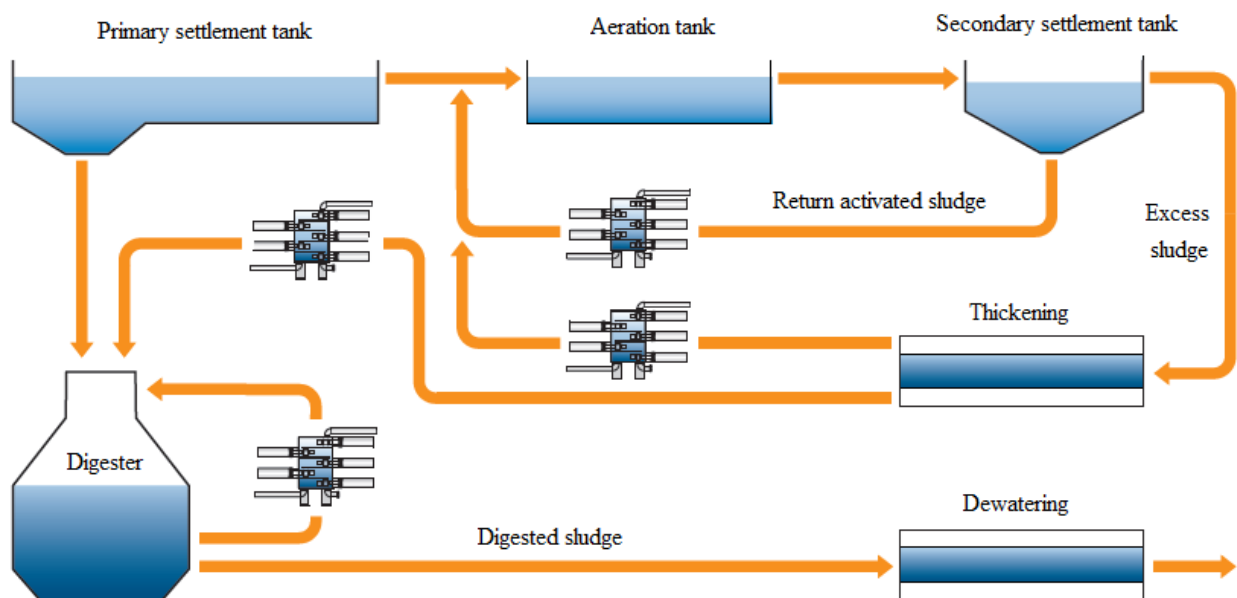 Primary settlement tank
Aeration tank
Secondary settlement tank
Return activated sludge
Excess
sludge
Thickening
Digester
Dewatering
Digested sludge